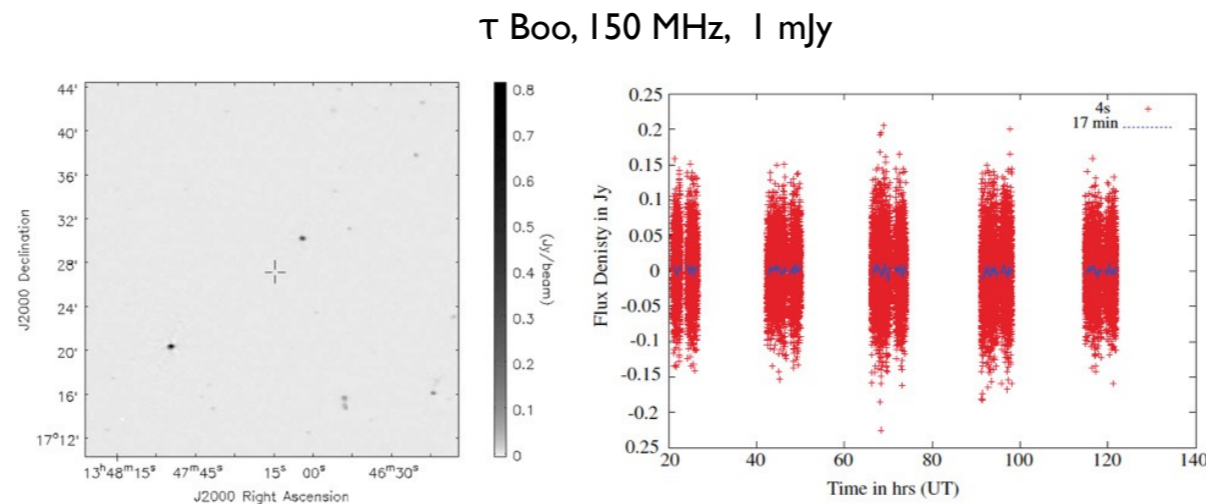 τ Boo, 150 MHz, 1 mJy
44'
40'
36'
32'
28'
24'
20'
16'
17°12'
J2000 Declination
13ʰ48ᵐ15ˢ
47ᵐ45ˢ
15ˢ
00ˢ
46ᵐ30ˢ
J2000 Right Ascension
0.8
0.7
0.6
0.5
0.4
0.3
0.2
0.1
0
(Jy/beam)
0.25
0.2
0.15
0.1
0.05
0
-0.05
-0.1
-0.15
-0.2
0.25
Flux Denisty in Jy
4s
17 min
20
40
60
80
100
120
140
Time in hrs (UT)